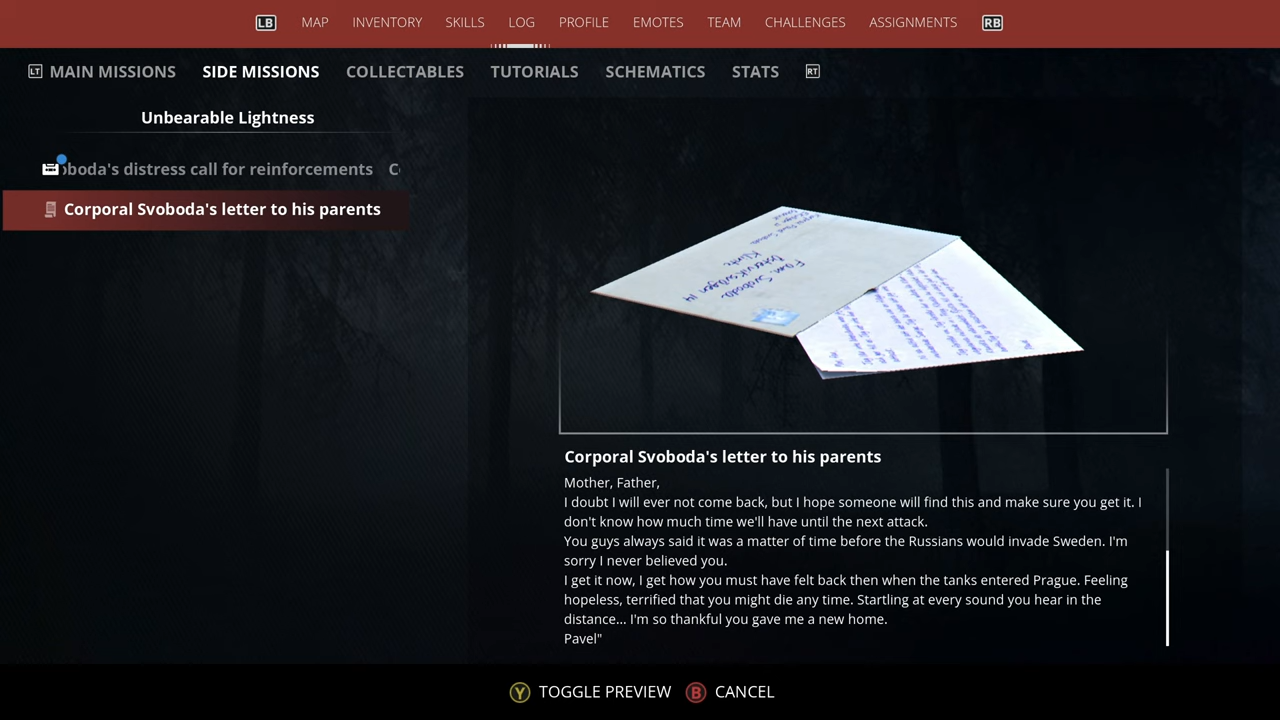 LB MAP INVENTORY SKILLS LOG PROFILE EMOTES TEAM CHALLENGES ASSIGNMENTS RB
LT MAIN MISSIONS SIDE MISSIONS COLLECTABLES TUTORIALS SCHEMATICS STATS RT
Unbearable Lightness
oboda's distress call for reinforcements
Corporal Svoboda's letter to his parents
Fam. Svoboda
14
Corporal Svoboda's letter to his parents
Mother, Father,
I doubt I will ever not come back, but I hope someone will find this and make sure you get it. I
don't know how much time we'll have until the next attack.
You guys always said it was a matter of time before the Russians would invade Sweden. I'm
sorry I never believed you.
I get it now, I get how you must have felt back then when the tanks entered Prague. Feeling
hopeless, terrified that you might die any time. Startling at every sound you hear in the
distance... I'm so thankful you gave me a new home.
Pavel"
Y TOGGLE PREVIEW B CANCEL